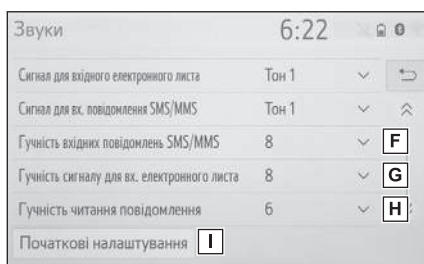 Звуки 6:22
Сигнал для вхідного електронного листа Тон 1
Сигнал для вх. повідомлення SMS/MMS Тон 1
Гучність вхідних повідомлень SMS/MMS 8 F
Гучність сигналу для вх. електронного листа 8 G
Гучність читання повідомлення 6 H
Початкові налаштування I